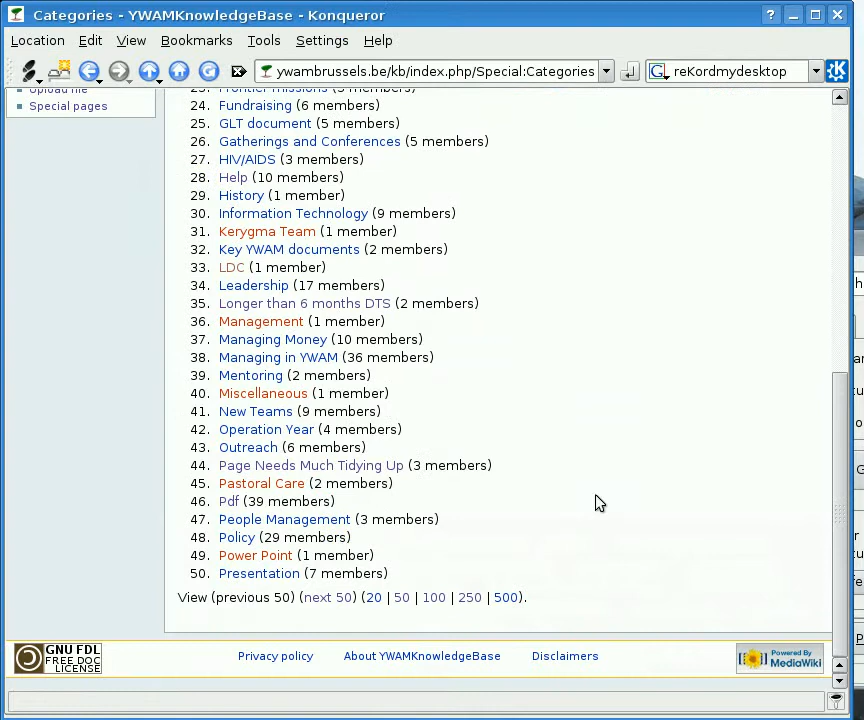 Categories - YWAMKnowledgeBase - Konqueror
Location Edit View Bookmarks Tools Settings Help
ywambrussels.be/kb/index.php/Special:Categories reKordmydesktop
Upload file
Special pages
23. Frontier missions (3 members)
24. Fundraising (6 members)
25. GLT document (5 members)
26. Gatherings and Conferences (5 members)
27. HIV/AIDS (3 members)
28. Help (10 members)
29. History (1 member)
30. Information Technology (9 members)
31. Kerygma Team (1 member)
32. Key YWAM documents (2 members)
33. LDC (1 member)
34. Leadership (17 members)
35. Longer than 6 months DTS (2 members)
36. Management (1 member)
37. Managing Money (10 members)
38. Managing in YWAM (36 members)
39. Mentoring (2 members)
40. Miscellaneous (1 member)
41. New Teams (9 members)
42. Operation Year (4 members)
43. Outreach (6 members)
44. Page Needs Much Tidying Up (3 members)
45. Pastoral Care (2 members)
46. Pdf (39 members)
47. People Management (3 members)
48. Policy (29 members)
49. Power Point (1 member)
50. Presentation (7 members)
View (previous 50) (next 50) (20 | 50 | 100 | 250 | 500).
GNU FDL
FREE DOC
LICENSE
Privacy policy About YWAMKnowledgeBase Disclaimers
Powered By
MediaWiki